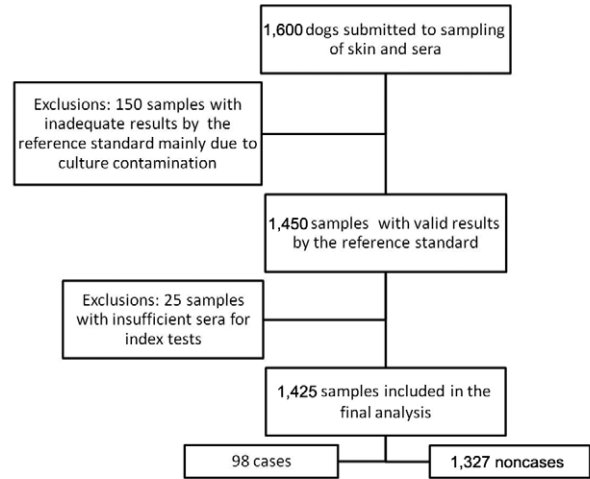 1,600 dogs submitted to sampling
of skin and sera
Exclusions: 150 samples with
inadequate results by the
reference standard mainly due to
culture contamination
1,450 samples with valid results
by the reference standard
Exclusions: 25 samples
with insufficient sera for
index tests
1,425 samples included in the
final analysis
98 cases
1,327 noncases